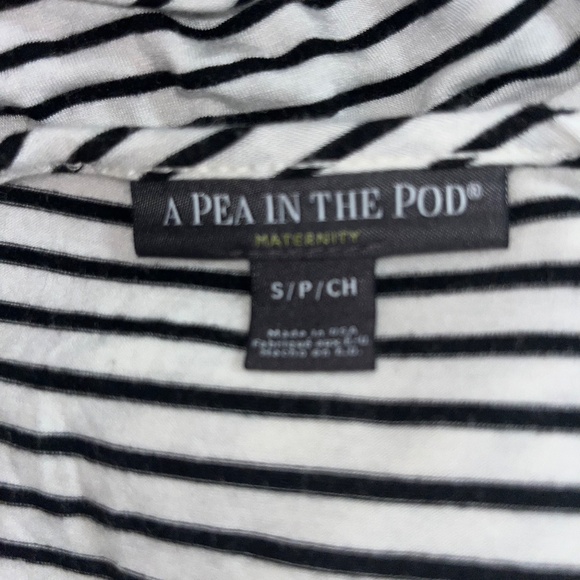 A PEA IN THE POD®
MATERNITY
S/P/CH
Made in USA